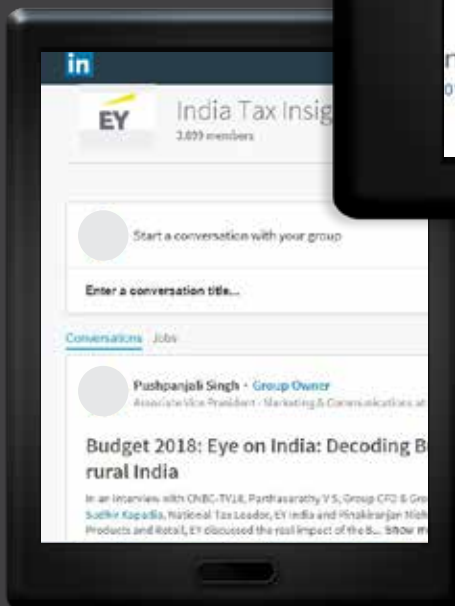 in
EY
India Tax Insig
3,699 members
Start a conversation with your group
Enter a conversation title...
Conversations Jobs
Pushpanjali Singh · Group Owner
Associate Vice President - Marketing & Communications at
Budget 2018: Eye on India: Decoding B
rural India
In an interview with CNBC-TV18, Parthasarathy V S, Group CFO & Gro
Sudhir Kapadia, National Tax Leader, EY India and Pinakiranjan Mish
Products and Retail, EY discussed the real impact of the B... Show m